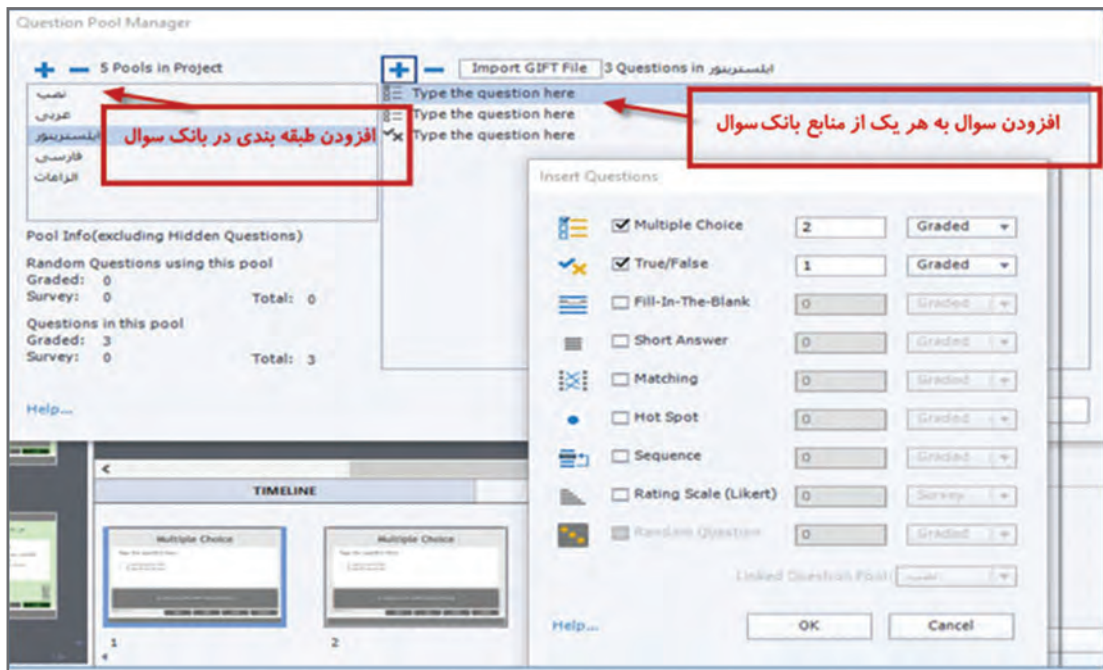 Question Pool Manager
5 Pools in Project
Import GIFT File
3 Questions in ایلستریتور
نصب
عربی
ایلستریتور
فارسی
الزامات
Type the question here
Type the question here
Type the question here
افزودن طبقه بندی در بانک سوال
افزودن سوال به هر یک از منابع بانک سوال
Pool Info(excluding Hidden Questions)
Random Questions using this pool
Graded: 0
Survey: 0 Total: 0
Questions in this pool
Graded: 3
Survey: 0 Total: 3
Help...
Insert Questions
Multiple Choice 2 Graded
True/False 1 Graded
Fill-In-The-Blank 0 Graded
Short Answer 0 Graded
Matching 0 Graded
Hot Spot 0 Graded
Sequence 0 Graded
Rating Scale (Likert) 0 Survey
Random Question 0 Graded
Linked Question Pool:
Help...
OK
Cancel
TIMELINE
Multiple Choice
Multiple Choice
1
2